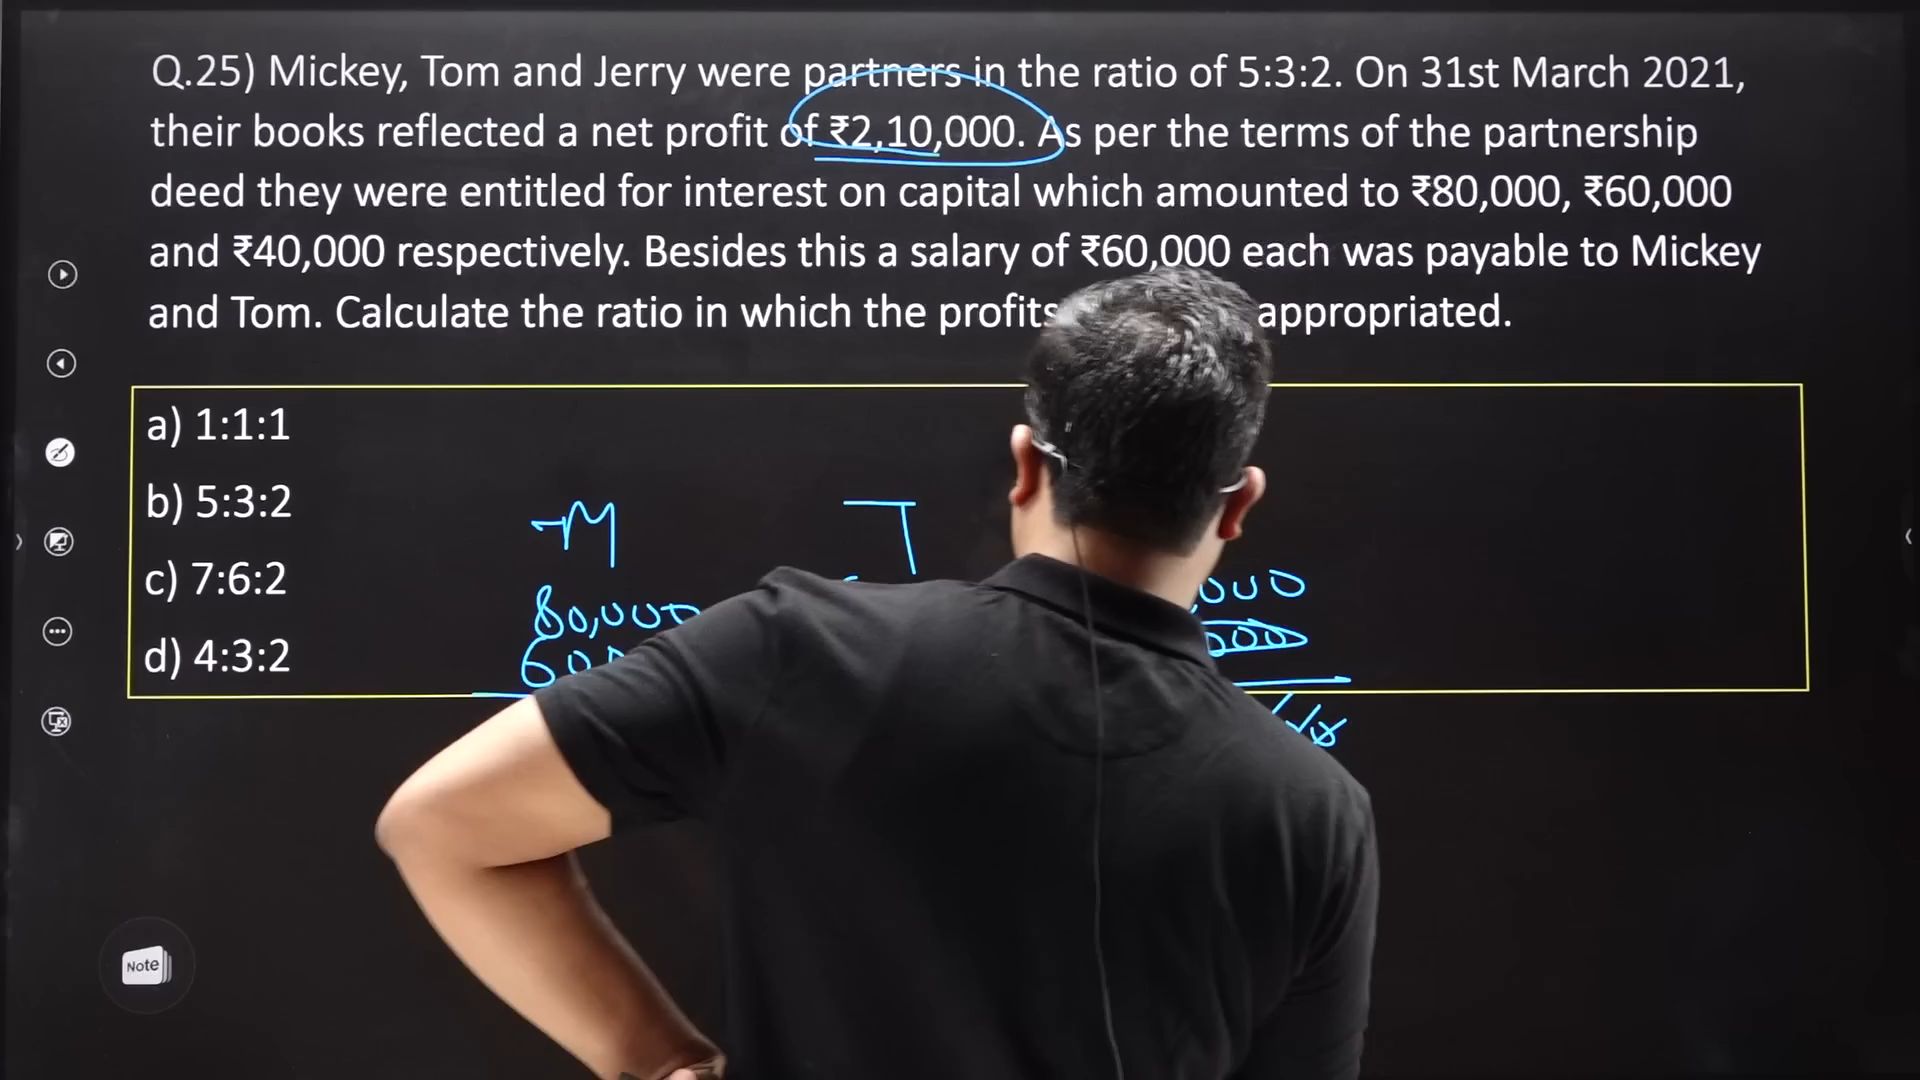 Q.25) Mickey, Tom and Jerry were partners in the ratio of 5:3:2. On 31st March 2021,
their books reflected a net profit of ₹2,10,000. As per the terms of the partnership
deed they were entitled for interest on capital which amounted to ₹80,000, ₹60,000
and ₹40,000 respectively. Besides this a salary of ₹60,000 each was payable to Mickey
and Tom. Calculate the ratio in which the profits appropriated.
a) 1:1:1
b) 5:3:2
c) 7:6:2
d) 4:3:2
M T
80,000
Note